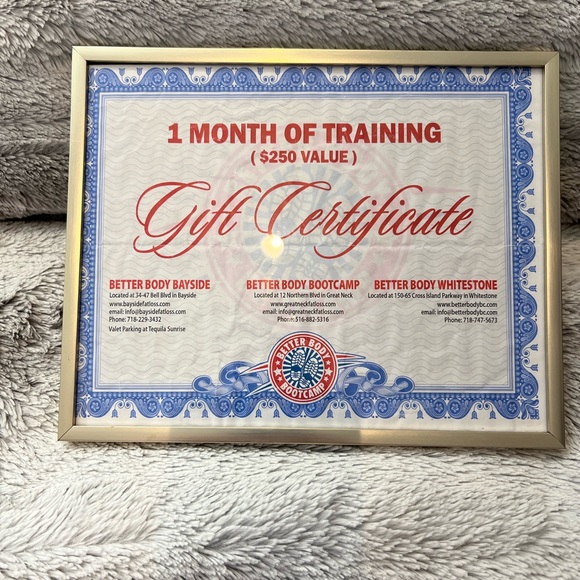 1 MONTH OF TRAINING
( $250 VALUE )
Gift Certificate
BETTER BODY BAYSIDE
Located at 34-47 Bell Blvd in Bayside
www.baysidefatloss.com
email: info@baysidefatloss.com
Phone: 718-229-3432
Valet Parking at Tequila Sunrise
BETTER BODY BOOTCAMP
Located at 12 Northern Blvd in Great Neck
www.greatneckfatloss.com
email: info@greatneckfatloss.com
Phone: 516-882-5316
BETTER BODY WHITESTONE
Located at 150-65 Cross Island Parkway in Whitestone
www.betterbodybc.com
email: info@betterbodybc.com
Phone: 718-747-5673
BETTER BODY
BOOTCAMP